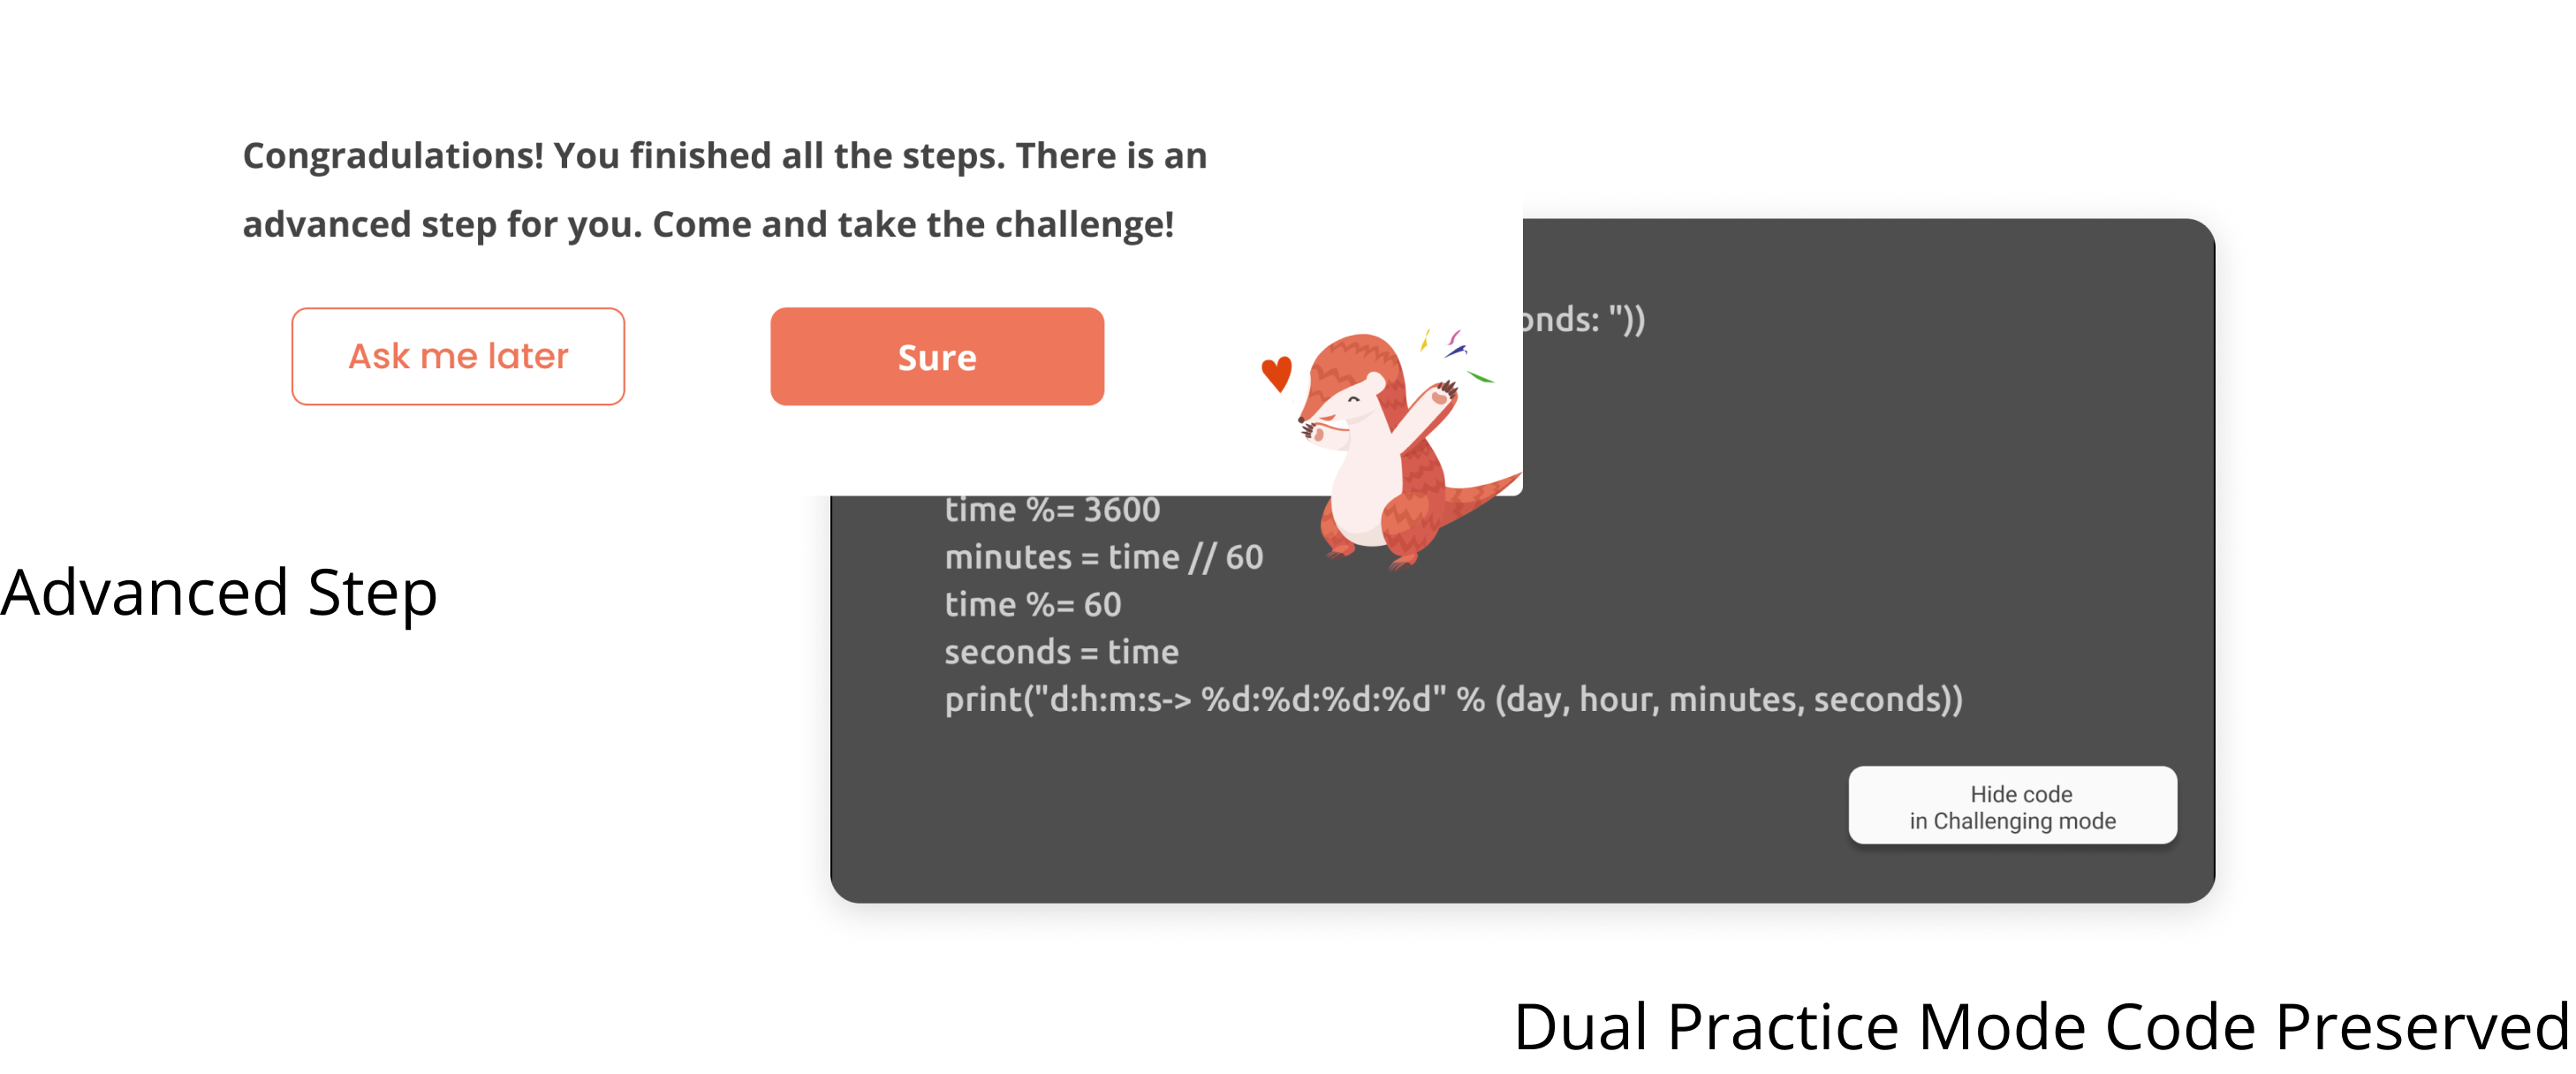 Congradulations! You finished all the steps. There is an
advanced step for you. Come and take the challenge!
Ask me later
Sure
onds: "))
time %= 3600
minutes = time // 60
time %= 60
seconds = time
print("d:h:m:s-> %d:%d:%d:%d" % (day, hour, minutes, seconds))
Hide code
in Challenging mode
Advanced Step
Dual Practice Mode Code Preserved